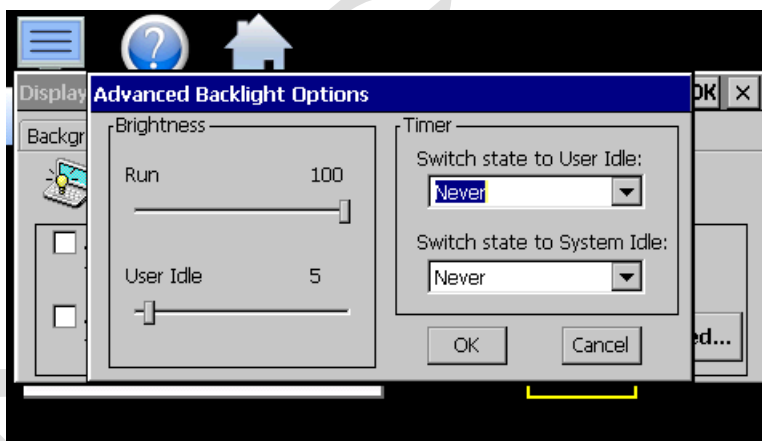 ?
Display
Advanced Backlight Options
OK
×
Backgr
Brightness
Timer
Run 100
Switch state to User Idle:
Never
User Idle 5
Switch state to System Idle:
Never
OK
Cancel
ed...